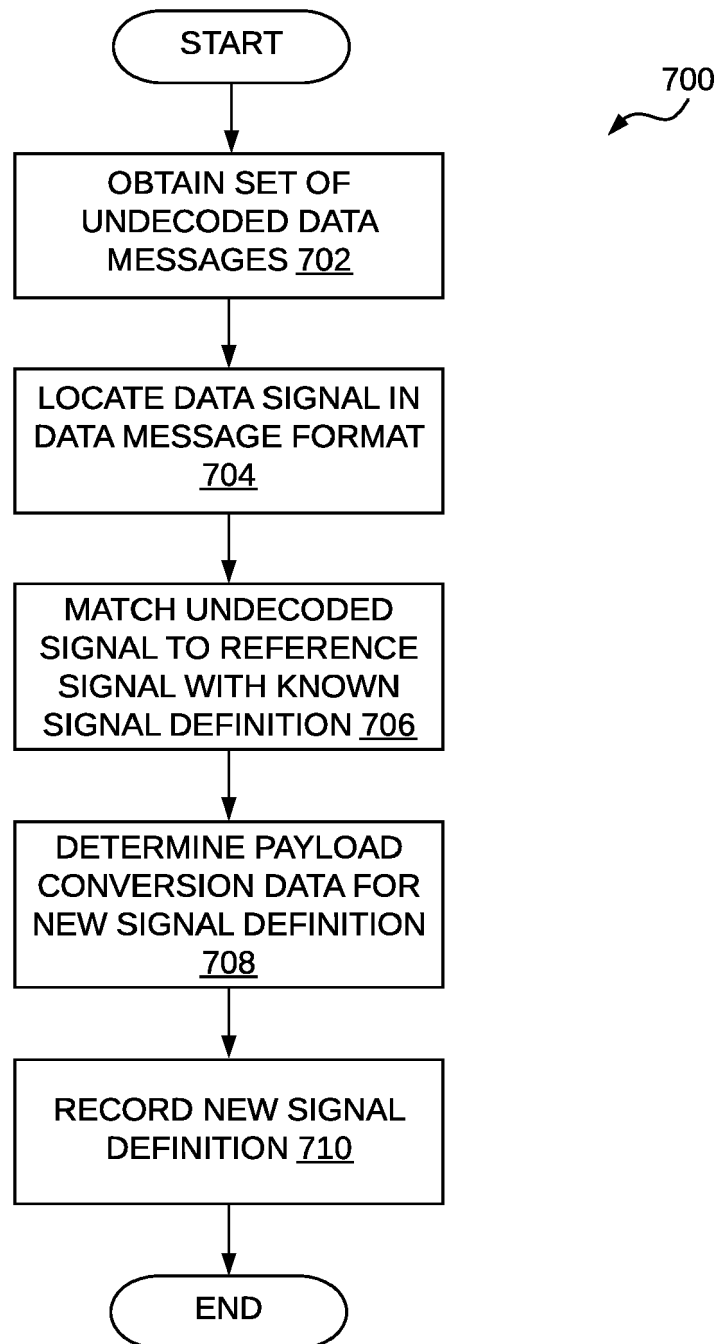 START
700
OBTAIN SET OF
UNDECODED DATA
MESSAGES 702
LOCATE DATA SIGNAL IN
DATA MESSAGE FORMAT
704
MATCH UNDECODED
SIGNAL TO REFERENCE
SIGNAL WITH KNOWN
SIGNAL DEFINITION 706
DETERMINE PAYLOAD
CONVERSION DATA FOR
NEW SIGNAL DEFINITION
708
RECORD NEW SIGNAL
DEFINITION 710
END